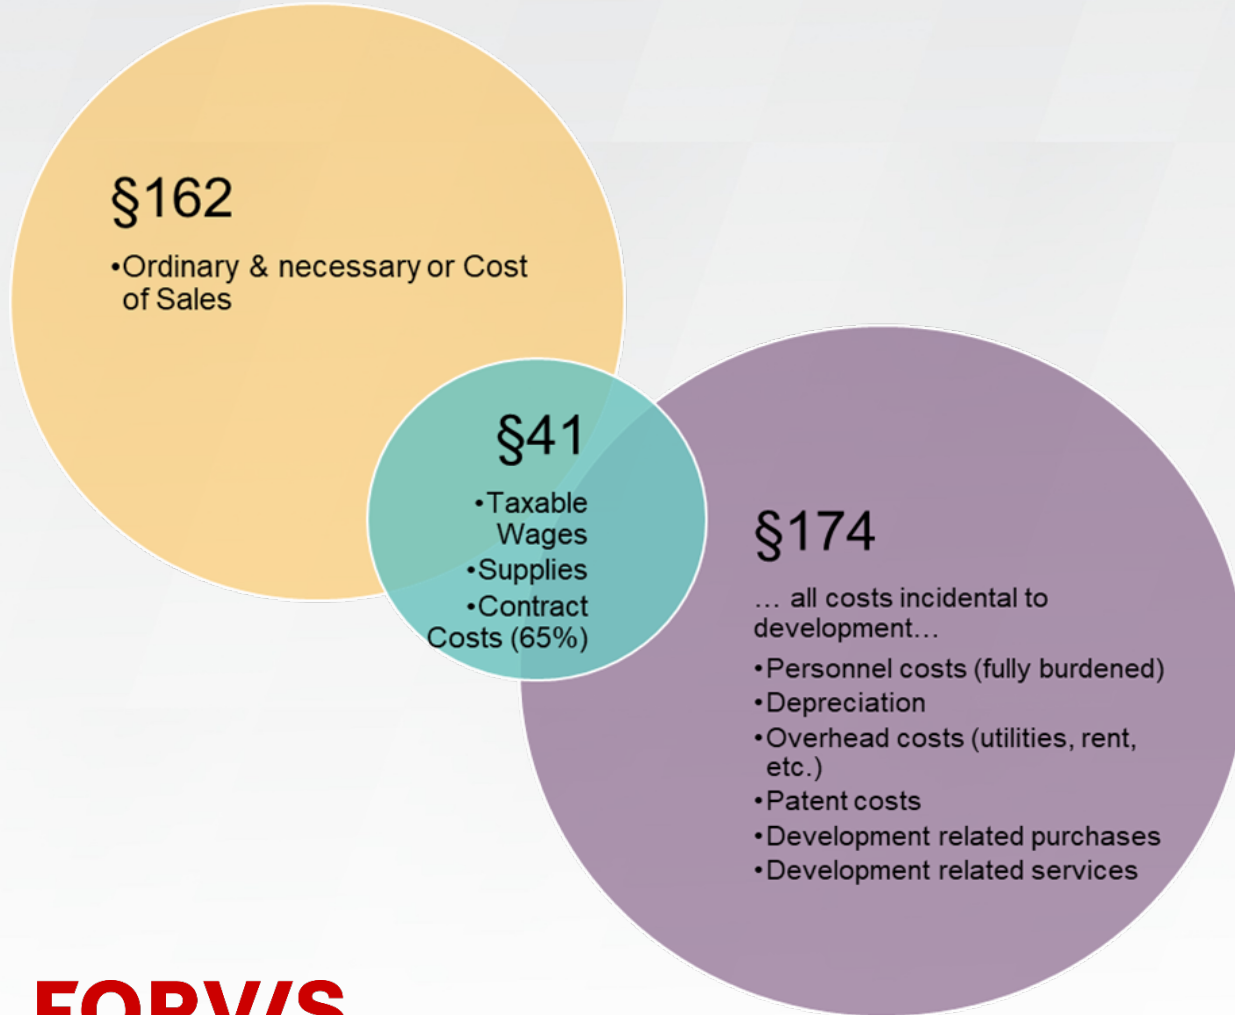 §162
•Ordinary & necessary or Cost
of Sales
§41
•Taxable
Wages
•Supplies
•Contract
Costs (65%)
§174
… all costs incidental to
development…
•Personnel costs (fully burdened)
•Depreciation
•Overhead costs (utilities, rent,
etc.)
•Patent costs
•Development related purchases
•Development related services
FORVIS